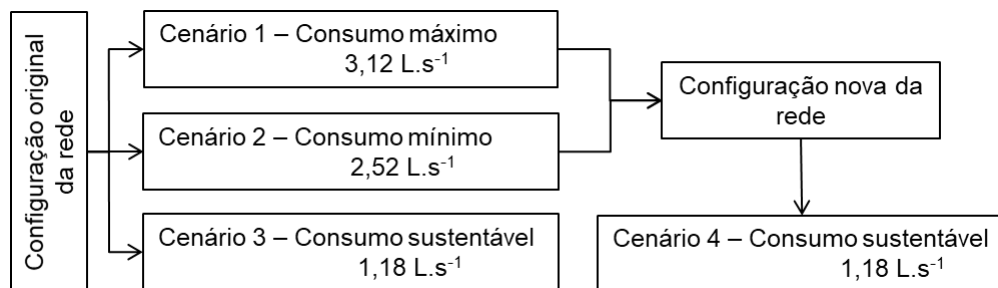 Configuração original
da rede
Cenário 1 – Consumo máximo
3,12 L.s⁻¹
Cenário 2 – Consumo mínimo
2,52 L.s⁻¹
Cenário 3 – Consumo sustentável
1,18 L.s⁻¹
Configuração nova da
rede
Cenário 4 – Consumo sustentável
1,18 L.s⁻¹